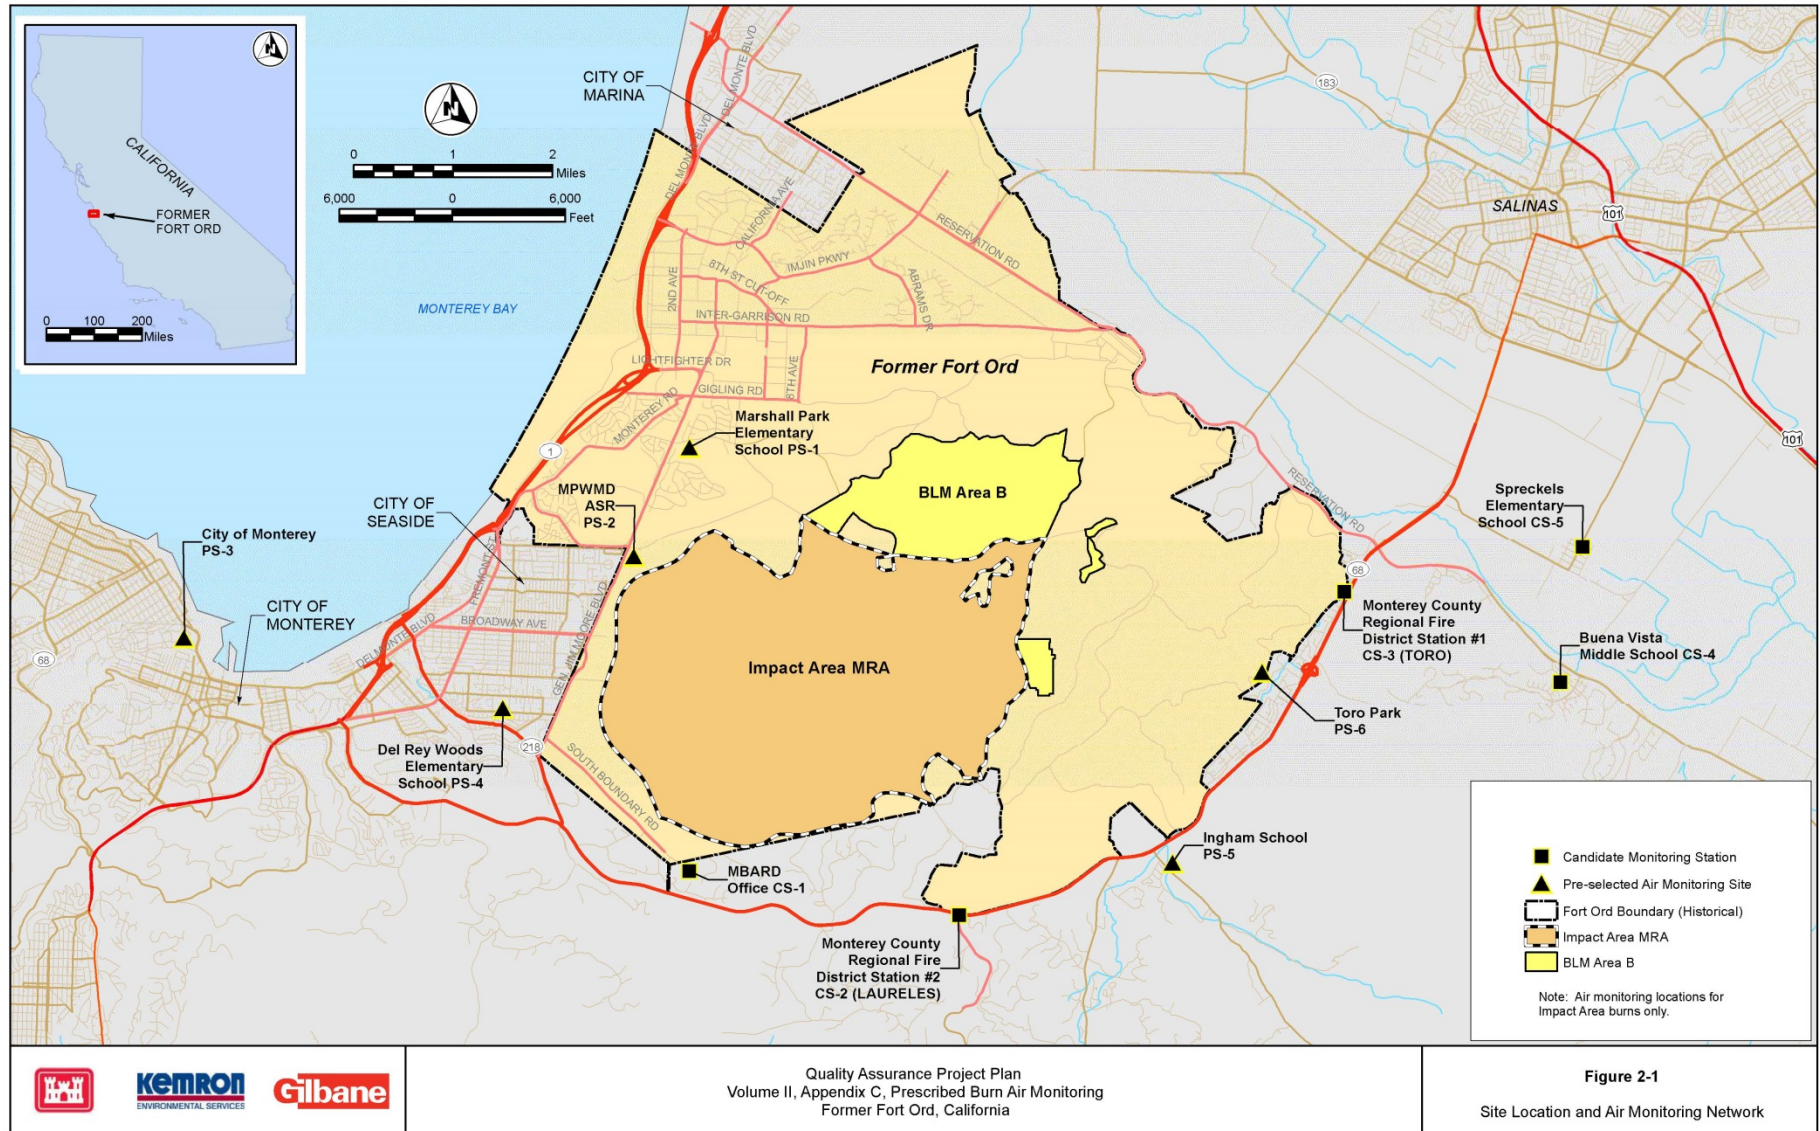 N
CALIFORNIA
FORMER
FORT ORD
0 100 200
Miles
N
0 1 2
Miles
6,000 0 6,000
Feet
CITY OF
MARINA
DEL MONTE BLVD
DEL MONTE BLVD
183
SALINAS
101
101
MONTEREY BAY
CALIFORNIA AVE
RESERVATION RD
IMJIN PKWY
8TH ST CUT-OFF
2ND AVE
ABRAMS DR
INTER-GARRISON RD
LIGHTFIGHTER DR
8TH AVE
GIGLING RD
MONTEREY RD
Former Fort Ord
Marshall Park
Elementary
School PS-1
1
MPWMD
ASR
PS-2
BLM Area B
RESERVATION RD
CITY OF
SEASIDE
City of Monterey
PS-3
CITY OF
MONTEREY
68
FREMONT ST
BROADWAY AVE
DELMONTE BLVD
GEN JIM MOORE BLVD
Impact Area MRA
Spreckels
Elementary
School CS-5
68
Monterey County
Regional Fire
District Station #1
CS-3 (TORO)
Buena Vista
Middle School CS-4
Toro Park
PS-6
Del Rey Woods
Elementary
School PS-4
218
SOUTH BOUNDARY RD
MBARD
Office CS-1
Ingham School
PS-5
Monterey County
Regional Fire
District Station #2
CS-2 (LAURELES)
Candidate Monitoring Station
Pre-selected Air Monitoring Site
Fort Ord Boundary (Historical)
Impact Area MRA
BLM Area B
Note: Air monitoring locations for
Impact Area burns only.
KEMRON
ENVIRONMENTAL SERVICES
Gilbane
Quality Assurance Project Plan
Volume II, Appendix C, Prescribed Burn Air Monitoring
Former Fort Ord, California
Figure 2-1
Site Location and Air Monitoring Network